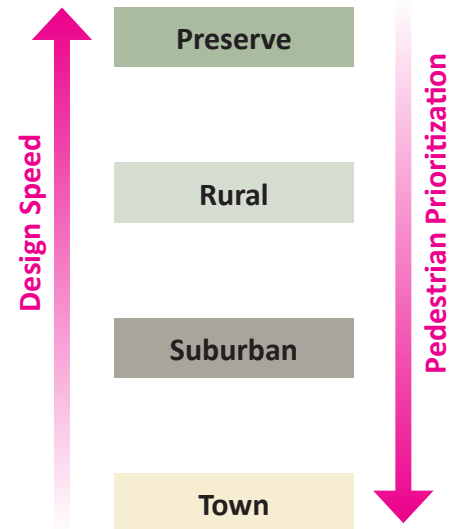 Preserve
Rural
Suburban
Town
Design Speed
Pedestrian Prioritization